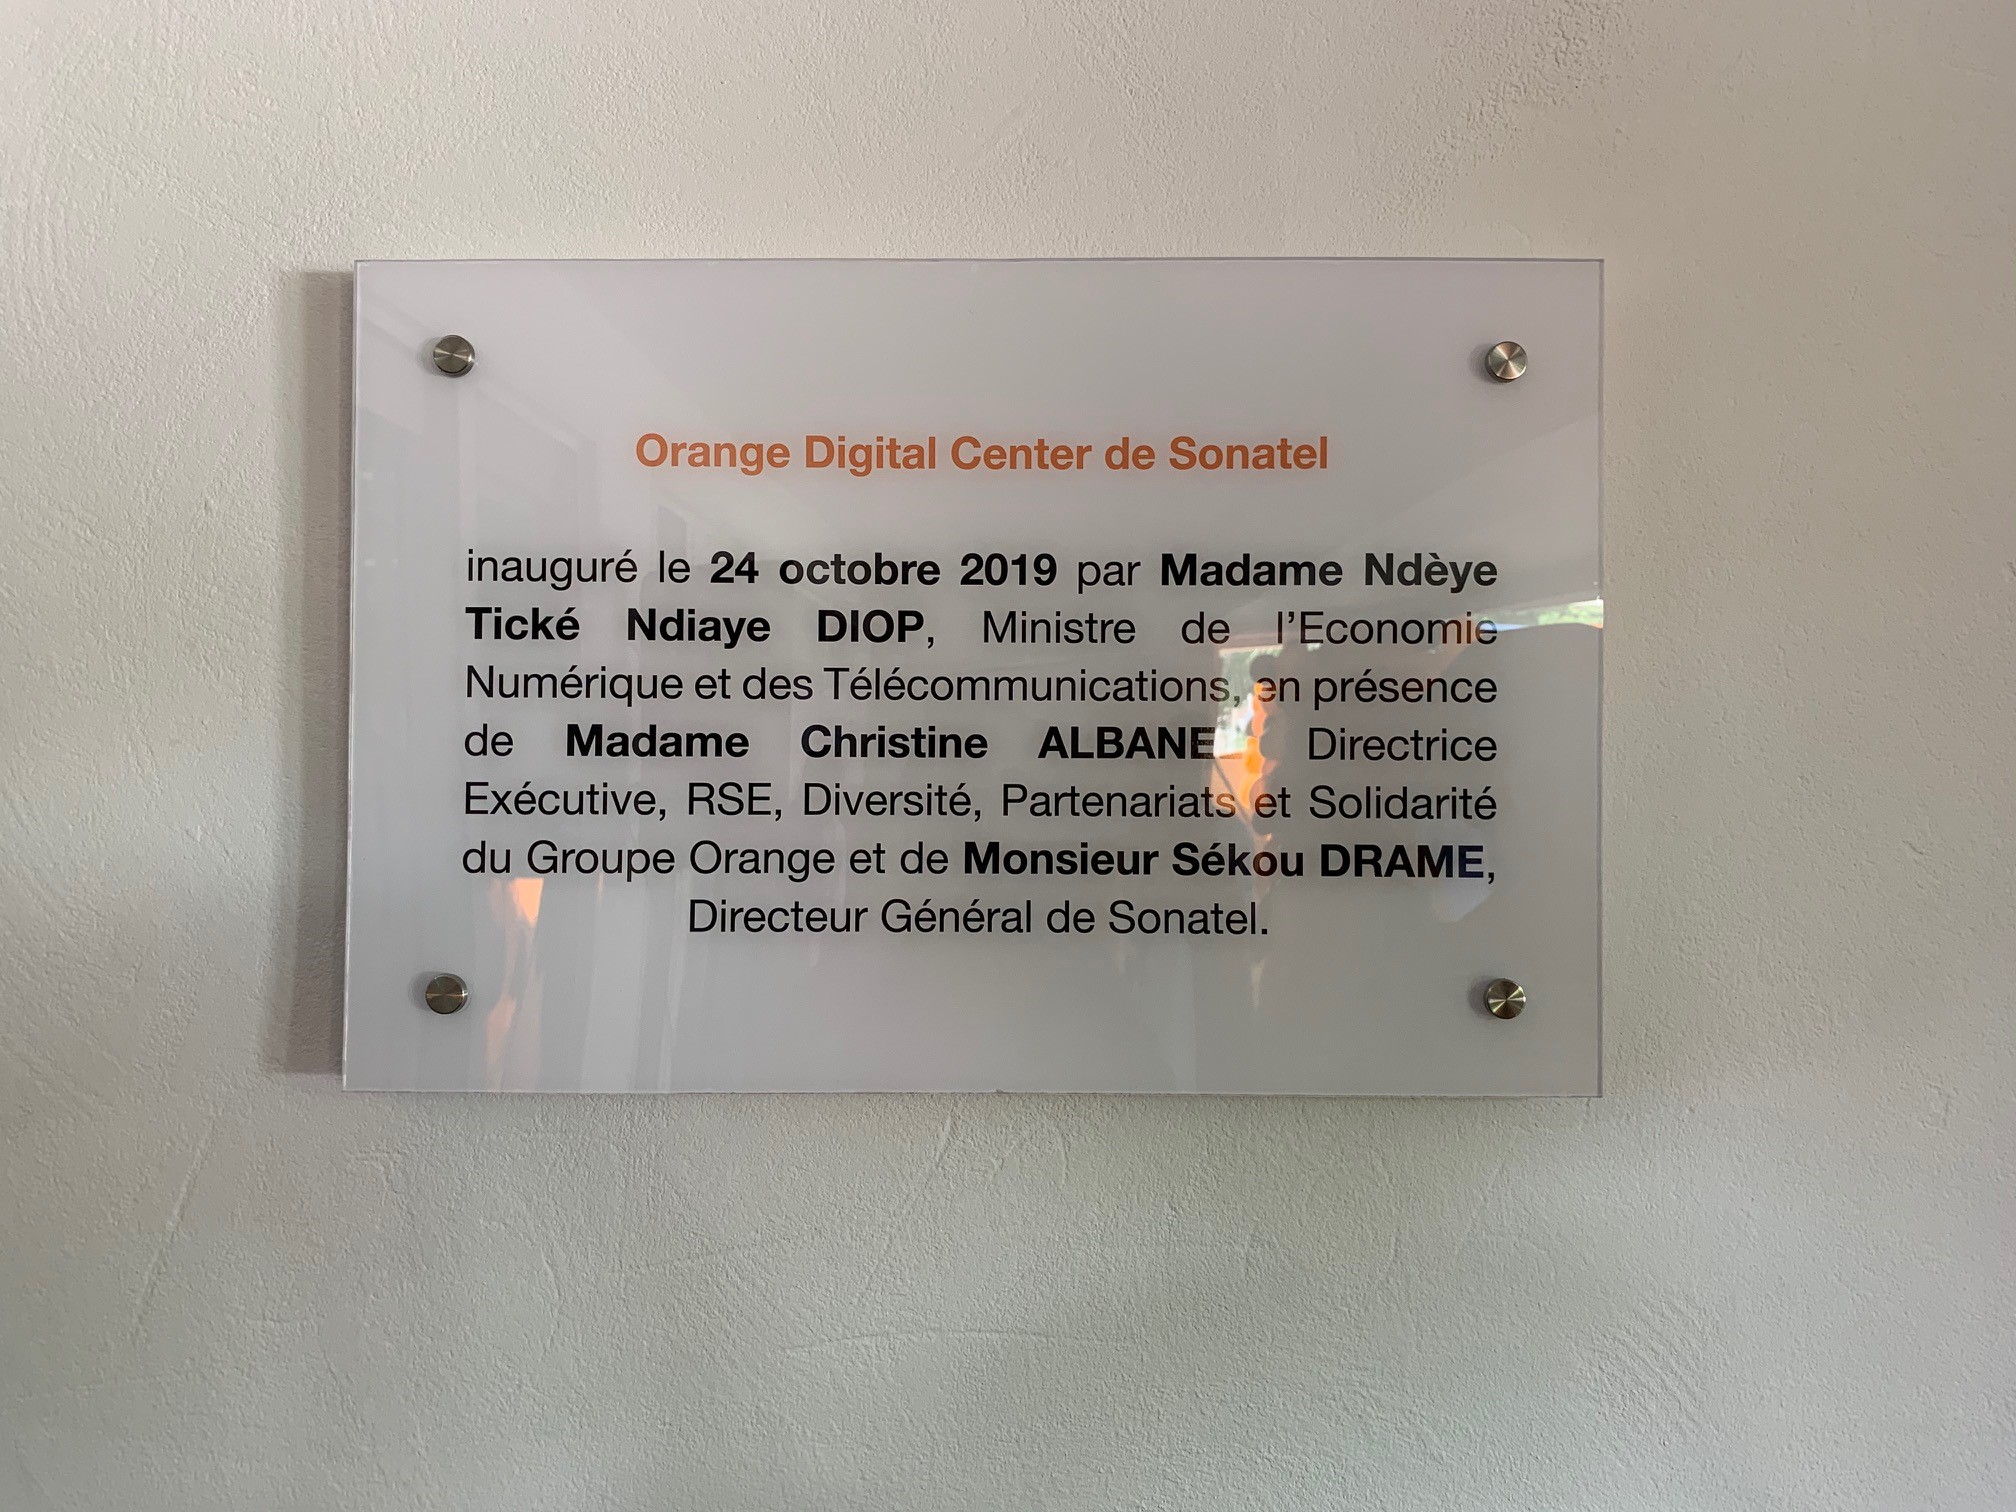 Orange Digital Center de Sonatel
inauguré le 24 octobre 2019 par Madame Ndèye
Tické Ndiaye DIOP, Ministre de l'Economie
Numérique et des Télécommunications, en présence
de Madame Christine ALBANEL Directrice
Exécutive, RSE, Diversité, Partenariats et Solidarité
du Groupe Orange et de Monsieur Sékou DRAME,
Directeur Général de Sonatel.